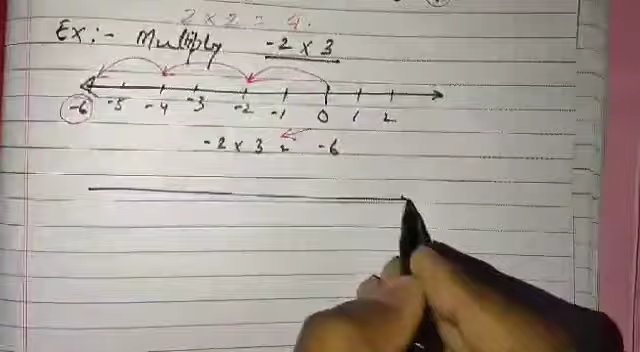 2 × 2 = 4.
Ex:- Multiply -2 × 3
-6 -5 -4 -3 -2 -1 0 1 2
-2 × 3 = -6